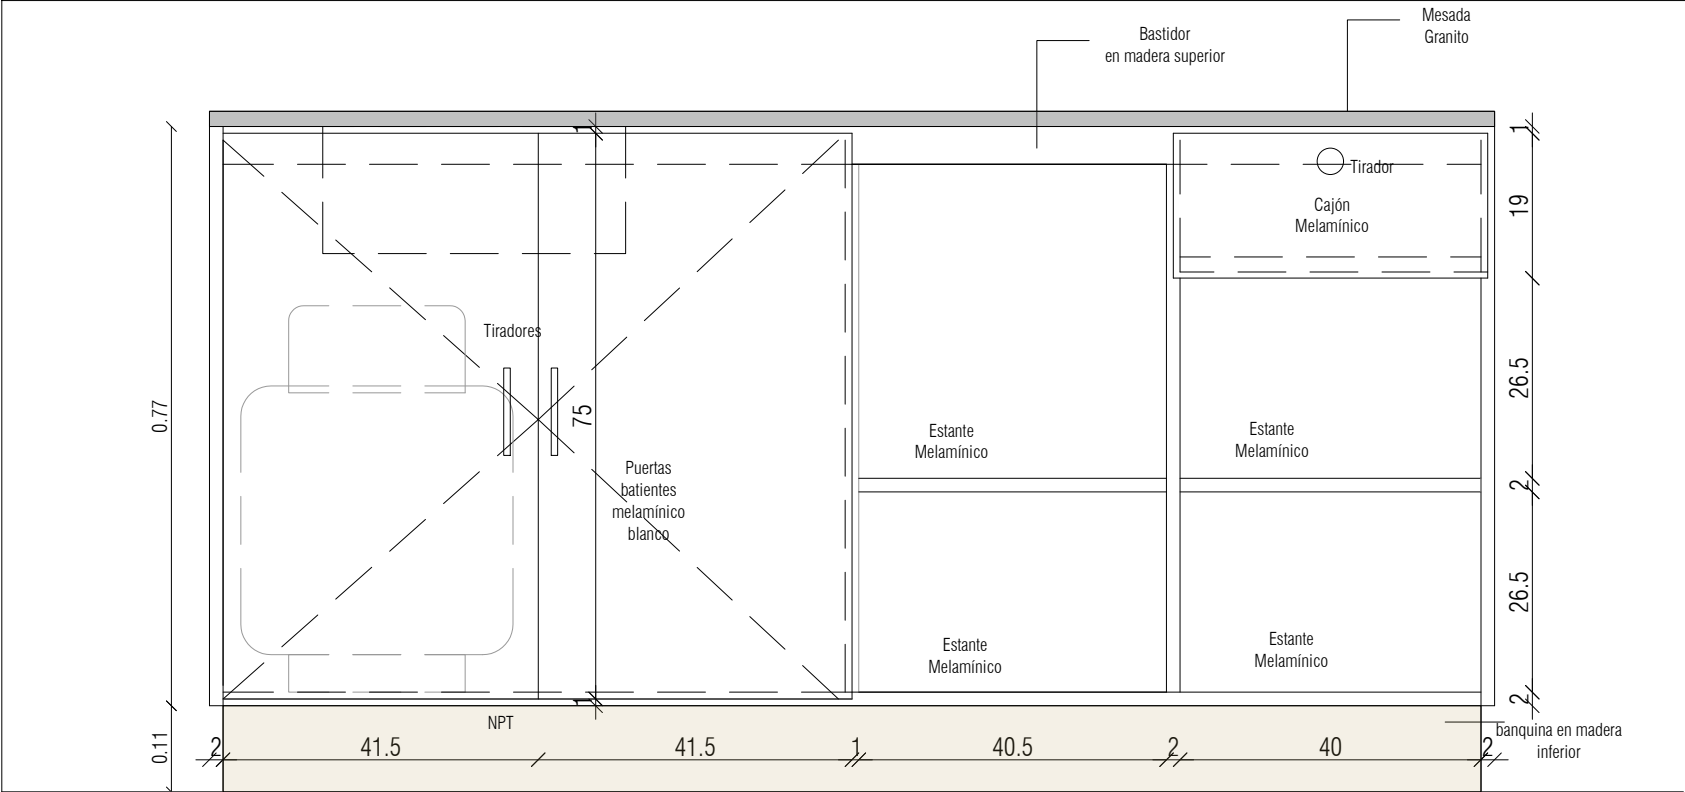 Mesada
Granito
Bastidor
en madera superior
1
1
Tirador
Cajón
Melamínico
19
Tiradores
0.77
75
26.5
Estante
Melamínico
Estante
Melamínico
Puertas
batientes
melamínico
blanco
2
26.5
Estante
Melamínico
Estante
Melamínico
1
2
NPT
banquina en madera
inferior
0.11
2
41.5
41.5
1
40.5
2
40
2